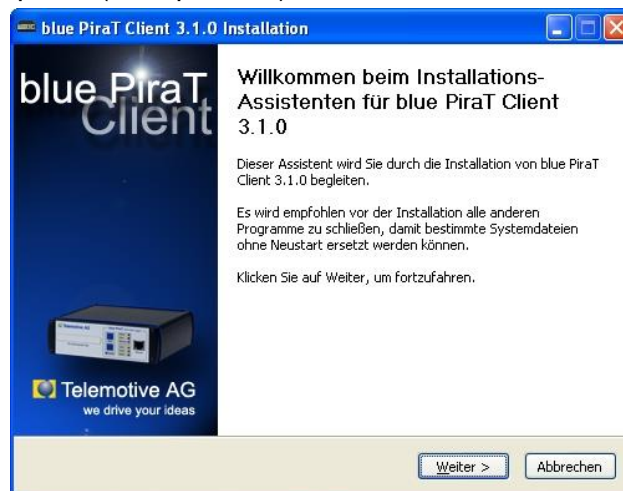 blue PiraT Client 3.1.0 Installation
blue PiraT
Client
Willkommen beim Installations-
Assistenten für blue PiraT Client
3.1.0
Dieser Assistent wird Sie durch die Installation von blue PiraT
Client 3.1.0 begleiten.
Es wird empfohlen vor der Installation alle anderen
Programme zu schließen, damit bestimmte Systemdateien
ohne Neustart ersetzt werden können.
Klicken Sie auf Weiter, um fortzufahren.
Telemotive AG
we drive your ideas
Weiter >
Abbrechen